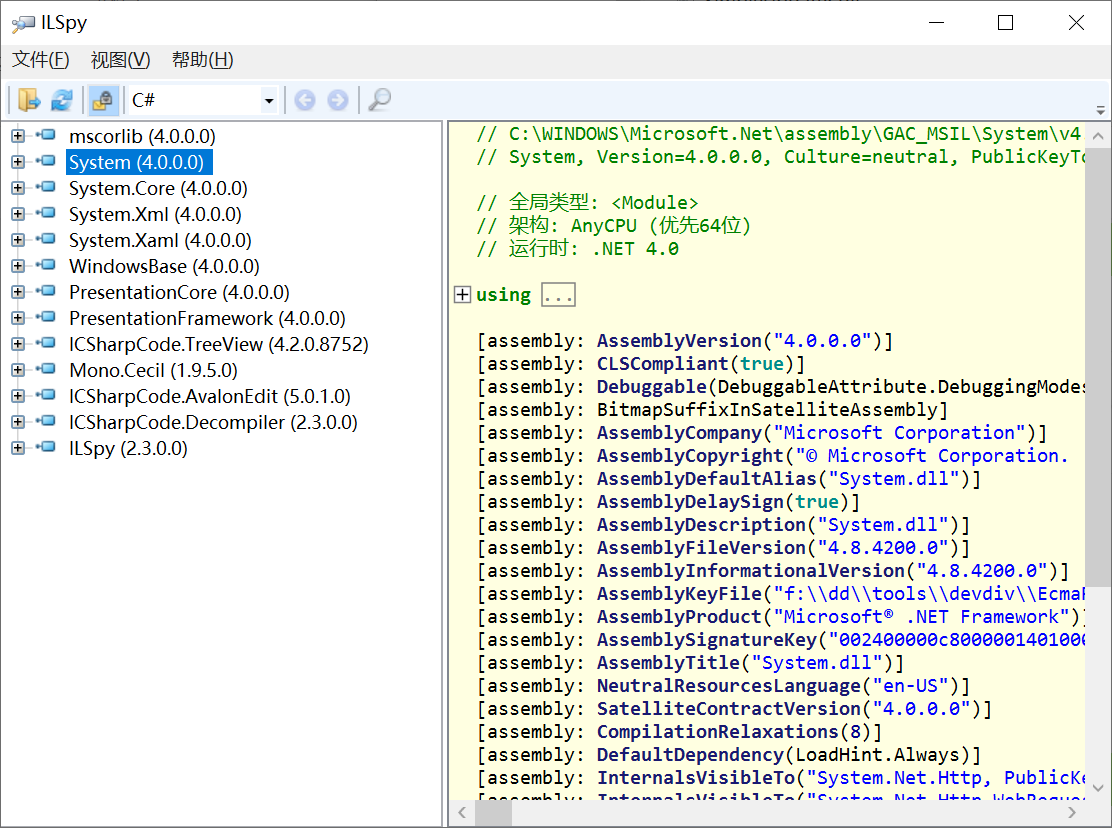 ILSpy
文件(F) 视图(V) 帮助(H)
C#
mscorlib (4.0.0.0)
System (4.0.0.0)
System.Core (4.0.0.0)
System.Xml (4.0.0.0)
System.Xaml (4.0.0.0)
WindowsBase (4.0.0.0)
PresentationCore (4.0.0.0)
PresentationFramework (4.0.0.0)
ICSharpCode.TreeView (4.2.0.8752)
Mono.Cecil (1.9.5.0)
ICSharpCode.AvalonEdit (5.0.1.0)
ICSharpCode.Decompiler (2.3.0.0)
ILSpy (2.3.0.0)
// C:\WINDOWS\Microsoft.Net\assembly\GAC_MSIL\System\v4
// System, Version=4.0.0.0, Culture=neutral, PublicKeyTo
// 全局类型: <Module>
// 架构: AnyCPU (优先64位)
// 运行时: .NET 4.0
using ...
[assembly: AssemblyVersion("4.0.0.0")]
[assembly: CLSCompliant(true)]
[assembly: Debuggable(DebuggableAttribute.DebuggingModes
[assembly: BitmapSuffixInSatelliteAssembly]
[assembly: AssemblyCompany("Microsoft Corporation")]
[assembly: AssemblyCopyright("© Microsoft Corporation.
[assembly: AssemblyDefaultAlias("System.dll")]
[assembly: AssemblyDelaySign(true)]
[assembly: AssemblyDescription("System.dll")]
[assembly: AssemblyFileVersion("4.8.4200.0")]
[assembly: AssemblyInformationalVersion("4.8.4200.0")]
[assembly: AssemblyKeyFile("f:\\dd\\tools\\devdiv\\Ecma
[assembly: AssemblyProduct("Microsoft® .NET Framework")]
[assembly: AssemblySignatureKey("002400000c8000001401000
[assembly: AssemblyTitle("System.dll")]
[assembly: NeutralResourcesLanguage("en-US")]
[assembly: SatelliteContractVersion("4.0.0.0")]
[assembly: CompilationRelaxations(8)]
[assembly: DefaultDependency(LoadHint.Always)]
[assembly: InternalsVisibleTo("System.Net.Http, PublicKe
[assembly: InternalsVisibleTo("System.Net.Http.WebReque